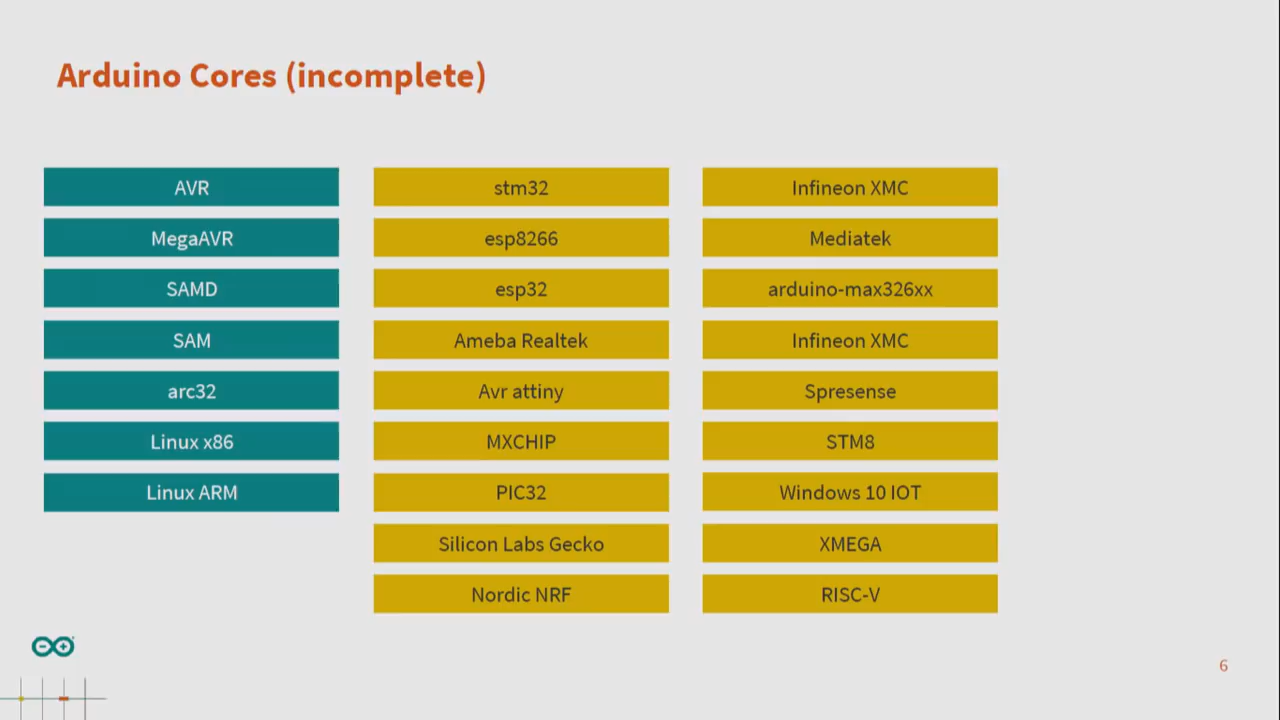 Arduino Cores (incomplete)
AVR
MegaAVR
SAMD
SAM
arc32
Linux x86
Linux ARM
stm32
esp8266
esp32
Ameba Realtek
Avr attiny
MXCHIP
PIC32
Silicon Labs Gecko
Nordic NRF
Infineon XMC
Mediatek
arduino-max326xx
Infineon XMC
Spresense
STM8
Windows 10 IOT
XMEGA
RISC-V
6